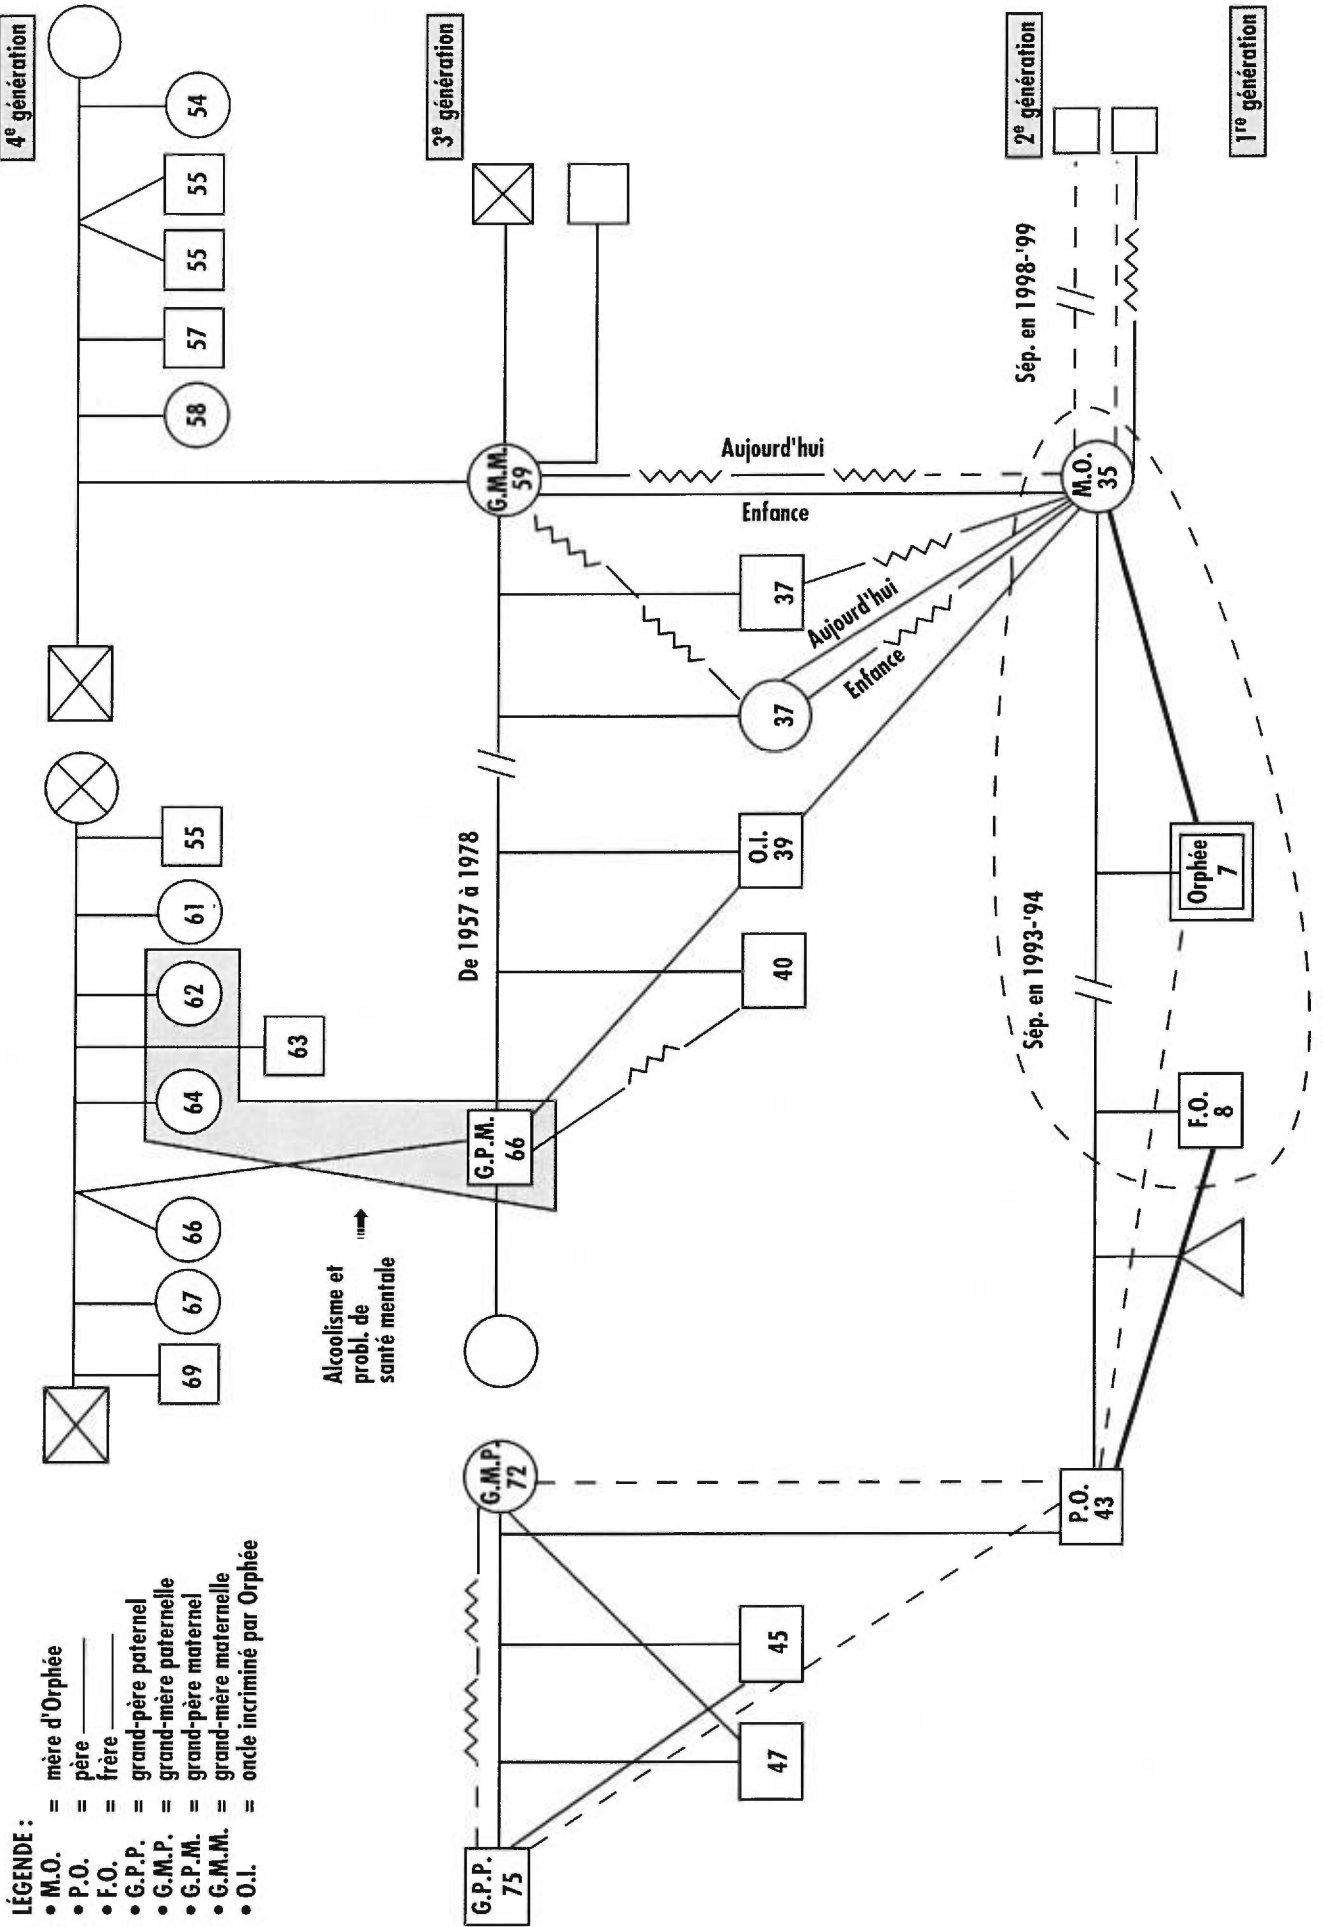 LÉGENDE :
• M.O. = mère d'Orphée
• P.O. = père
• F.O. = frère
• G.P.P. = grand-père paternel
• G.M.P. = grand-mère paternelle
• G.P.M. = grand-père maternel
• G.M.M. = grand-mère maternelle
• O.I. = oncle incriminé par Orphée
4e génération
69
67
66
64
63
62
61
55
58
57
55
55
54
Alcoolisme et
probl. de
santé mentale
3e génération
G.P.P.
75
G.M.P.
72
G.P.M.
66
De 1957 à 1978
G.M.M.
59
47
45
40
O.I.
39
37
37
Enfance
Aujourd'hui
Enfance
Aujourd'hui
2e génération
P.O.
43
Sép. en 1993-'94
M.O.
35
Sép. en 1998-'99
1re génération
F.O.
8
Orphée
7